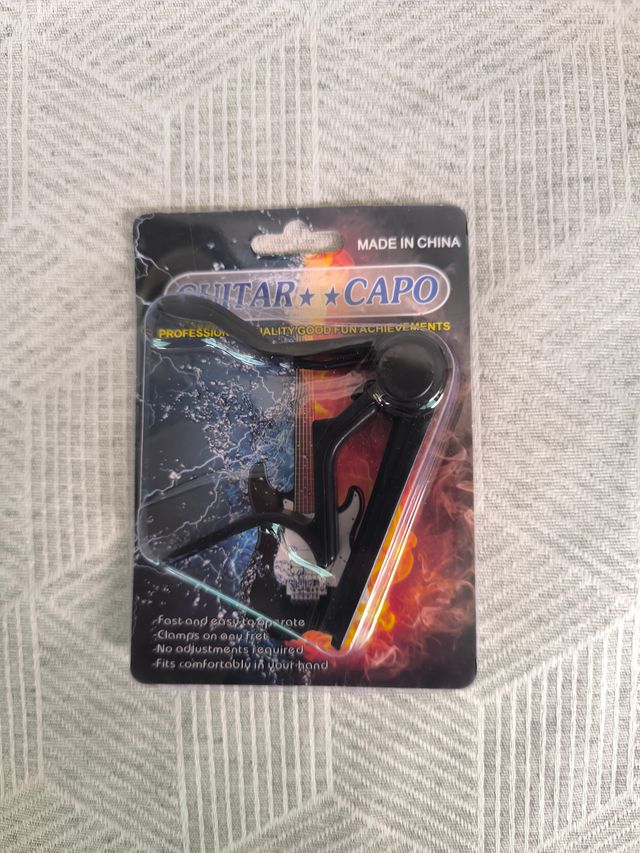 MADE IN CHINA
GUITAR★★CAPO
PROFESSIONAL QUALITY/GOOD FUN ACHIEVEMENTS
-Fast and easy to operate
-Clamps on any fret
-No adjustments required
-Fits comfortably in your hand